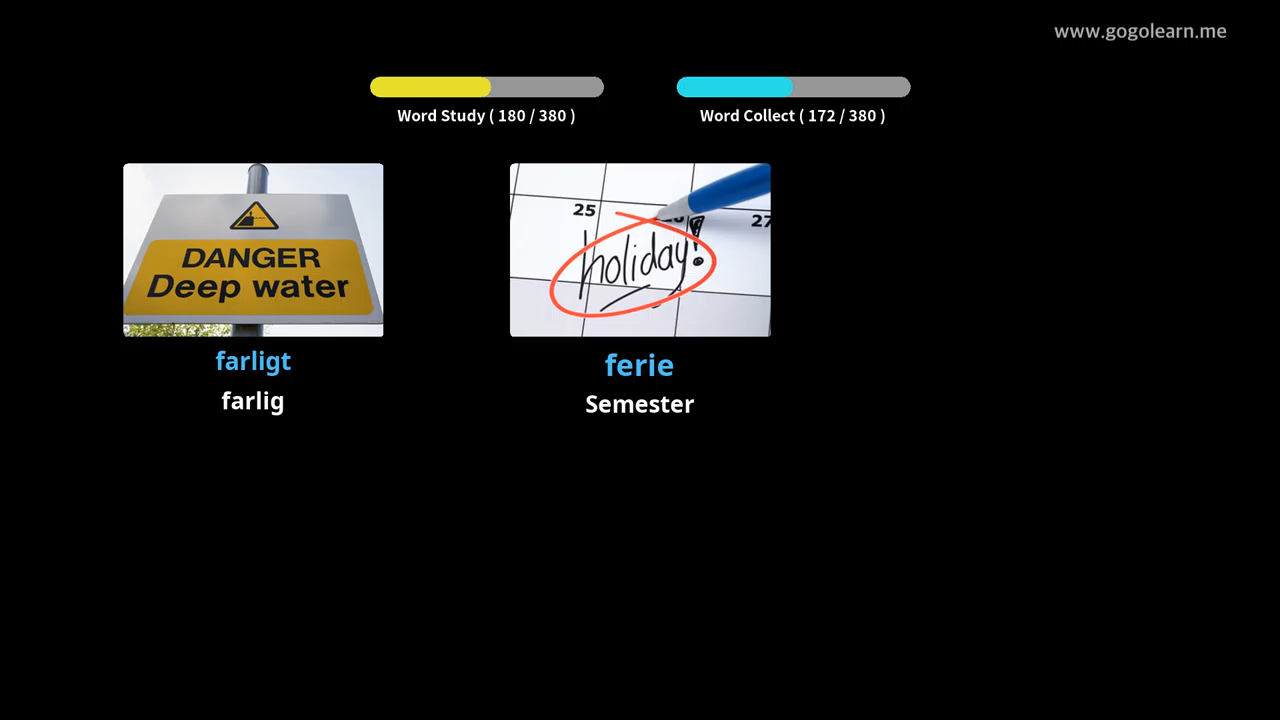 www.gogolearn.me
Word Study ( 180 / 380 )
Word Collect ( 172 / 380 )
DANGER
Deep water
25
27
holiday!
farligt
ferie
farlig
Semester